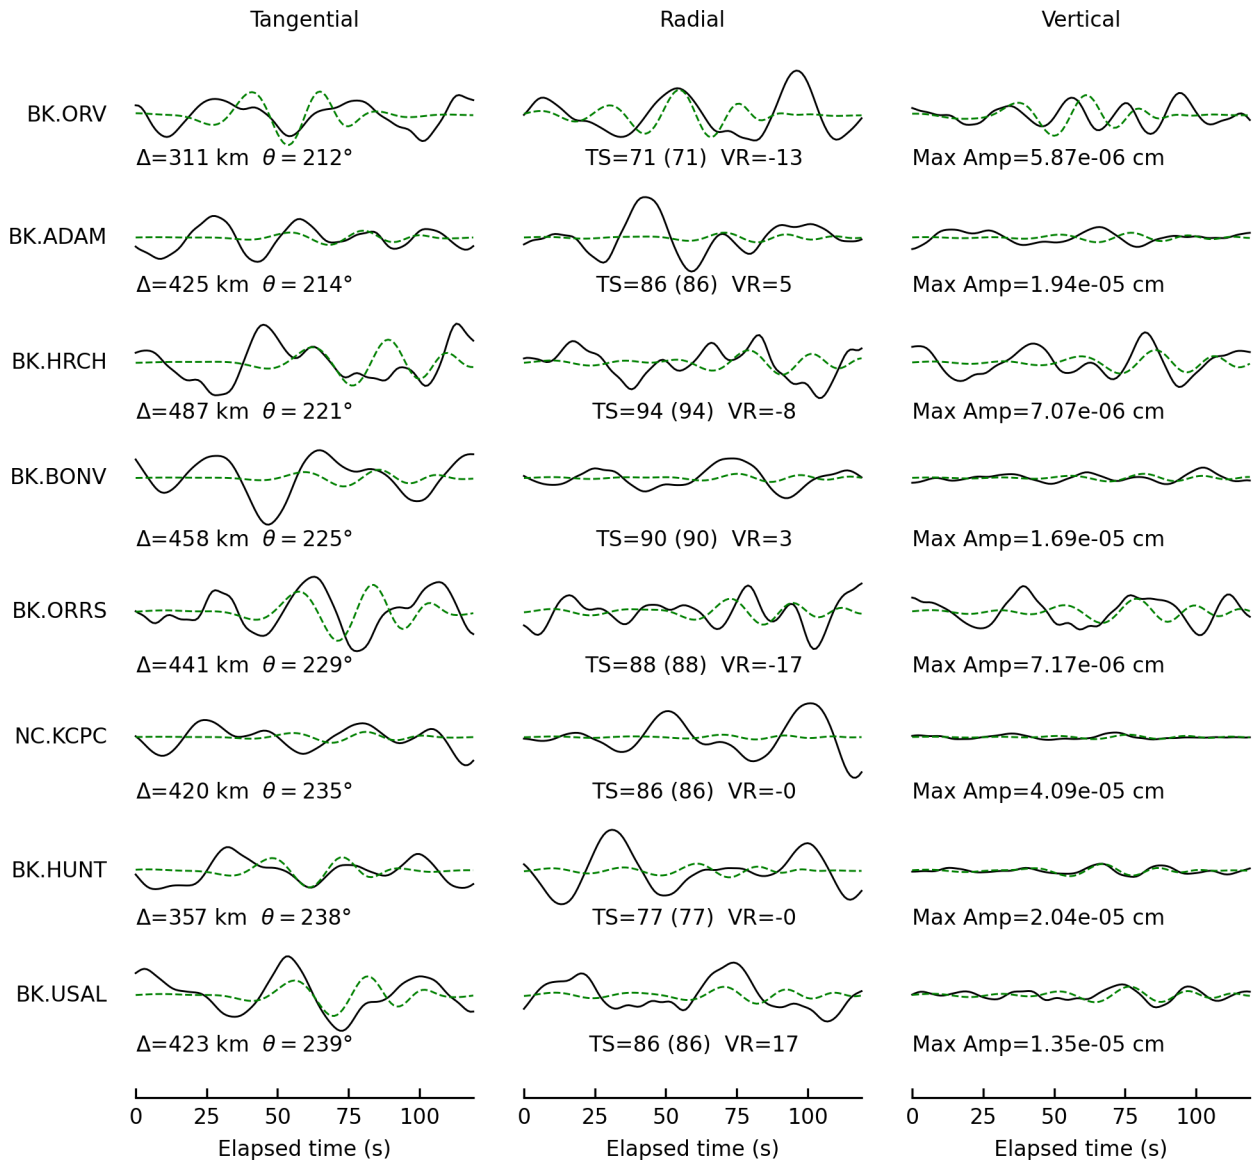 Tangential Radial Vertical
BK.ORV
Δ=311 km θ = 212° TS=71 (71) VR=-13 Max Amp=5.87e-06 cm
BK.ADAM
Δ=425 km θ = 214° TS=86 (86) VR=5 Max Amp=1.94e-05 cm
BK.HRCH
Δ=487 km θ = 221° TS=94 (94) VR=-8 Max Amp=7.07e-06 cm
BK.BONV
Δ=458 km θ = 225° TS=90 (90) VR=3 Max Amp=1.69e-05 cm
BK.ORRS
Δ=441 km θ = 229° TS=88 (88) VR=-17 Max Amp=7.17e-06 cm
NC.KCPC
Δ=420 km θ = 235° TS=86 (86) VR=-0 Max Amp=4.09e-05 cm
BK.HUNT
Δ=357 km θ = 238° TS=77 (77) VR=-0 Max Amp=2.04e-05 cm
BK.USAL
Δ=423 km θ = 239° TS=86 (86) VR=17 Max Amp=1.35e-05 cm
0 25 50 75 100 0 25 50 75 100 0 25 50 75 100
Elapsed time (s) Elapsed time (s) Elapsed time (s)